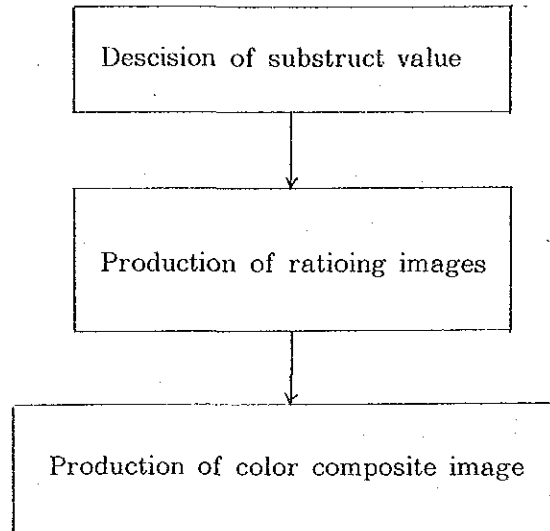 Descision of substruct value
Production of ratioing images
Production of color composite image